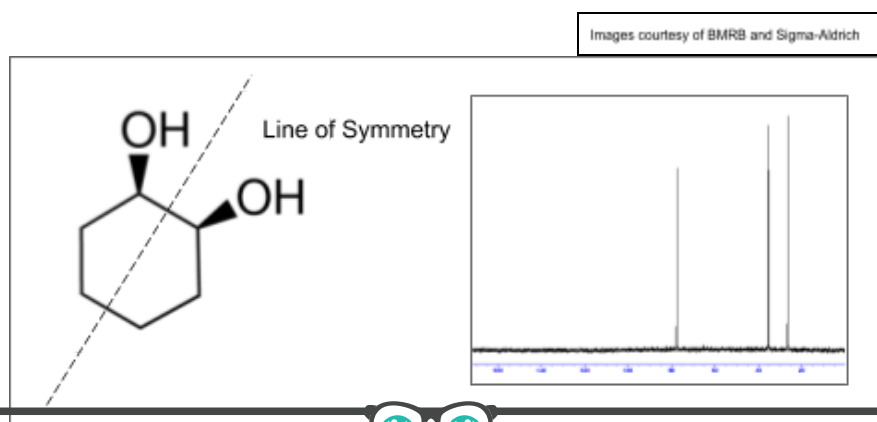 Images courtesy of BMRB and Sigma-Aldrich
OH
Line of Symmetry
OH